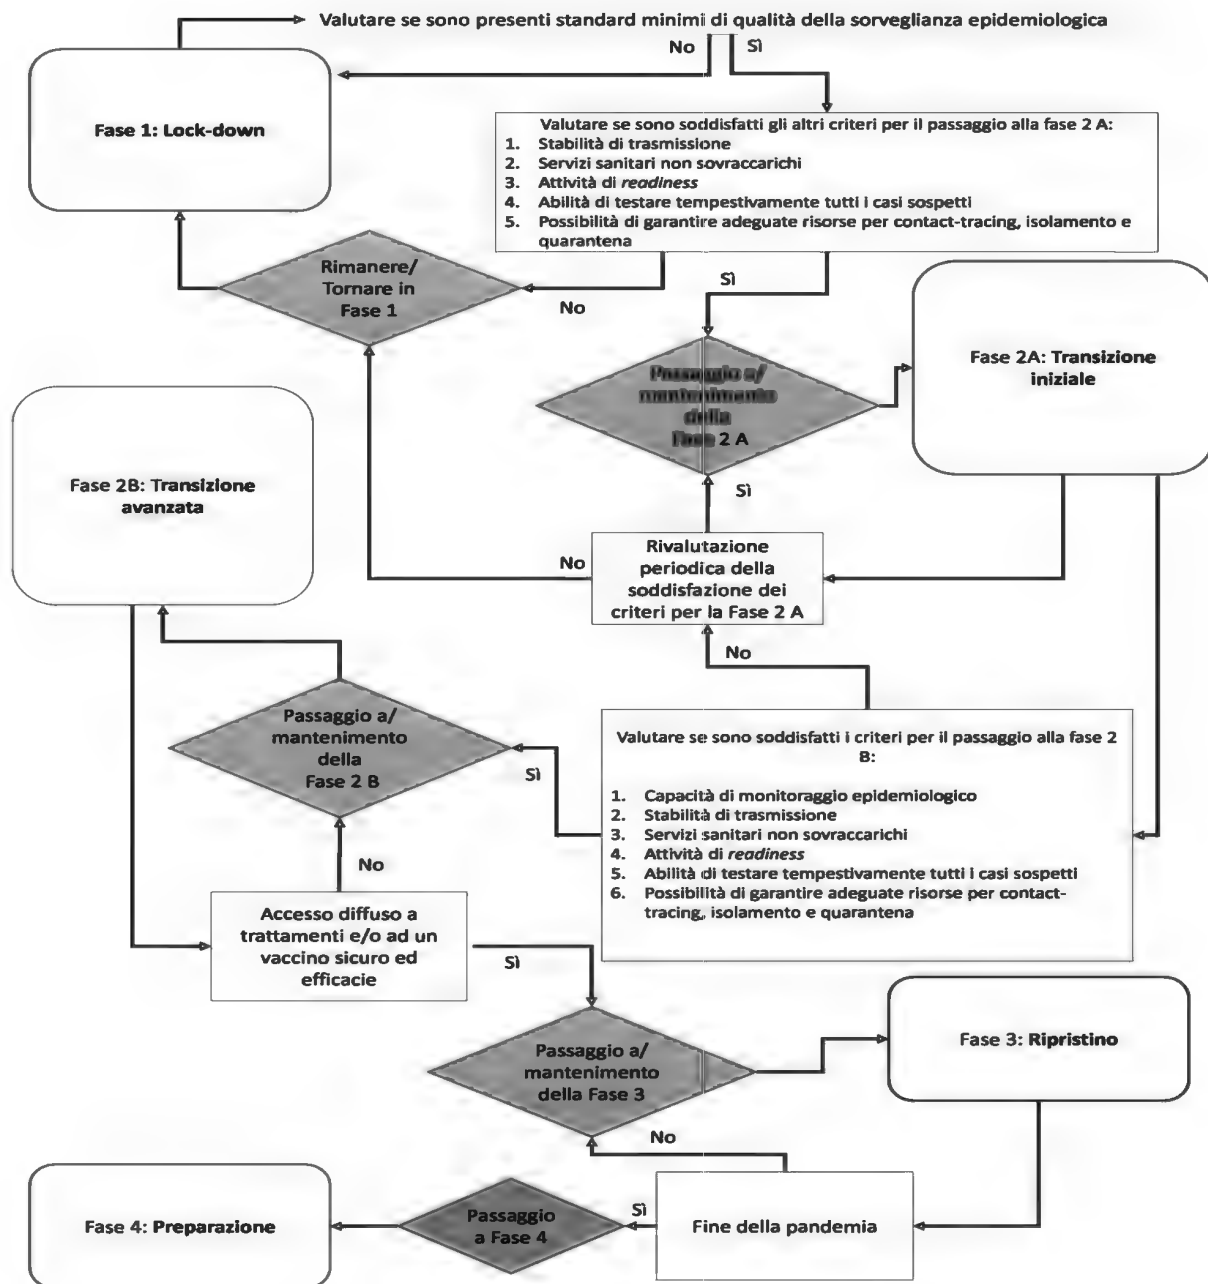 Valutare se sono presenti standard minimi di qualità della sorveglianza epidemiologica
No
Sì
Fase 1: Lock-down
Valutare se sono soddisfatti gli altri criteri per il passaggio alla fase 2 A:
1. Stabilità di trasmissione
2. Servizi sanitari non sovraccarichi
3. Attività di readiness
4. Abilità di testare tempestivamente tutti i casi sospetti
5. Possibilità di garantire adeguate risorse per contact-tracing, isolamento e
quarantena
Rimanere/
Tornare in
Fase 1
No
Sì
Passaggio a/
mantenimento
della
Fase 2 A
Fase 2A: Transizione
iniziale
Fase 2B: Transizione
avanzata
Sì
No
Rivalutazione
periodica della
soddisfazione dei
criteri per la Fase 2 A
No
Passaggio a/
mantenimento
della
Fase 2 B
Sì
Valutare se sono soddisfatti i criteri per il passaggio alla fase 2
B:
1. Capacità di monitoraggio epidemiologico
2. Stabilità di trasmissione
3. Servizi sanitari non sovraccarichi
4. Attività di readiness
5. Abilità di testare tempestivamente tutti i casi sospetti
6. Possibilità di garantire adeguate risorse per contact-
tracing, isolamento e quarantena
No
Accesso diffuso a
trattamenti e/o ad un
vaccino sicuro ed
efficacie
Sì
Passaggio a/
mantenimento
della Fase 3
Fase 3: Ripristino
No
Fase 4: Preparazione
Passaggio
a Fase 4
Sì
Fine della pandemia